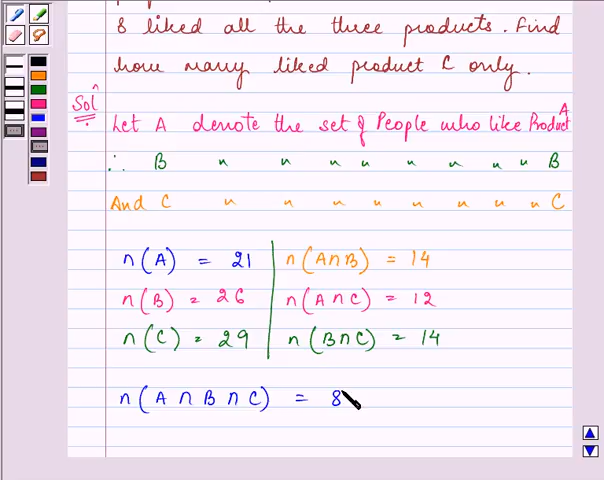 8 liked all the three products. Find
how many liked product C only.
Sol^n
Let A denote the set of People who like Product A
∴ B " " " " " " " " B
And C " " " " " " " " C
n(A) = 21 n(A∩B) = 14
n(B) = 26 n(A∩C) = 12
n(C) = 29 n(B∩C) = 14
n(A ∩ B ∩ C) = 8